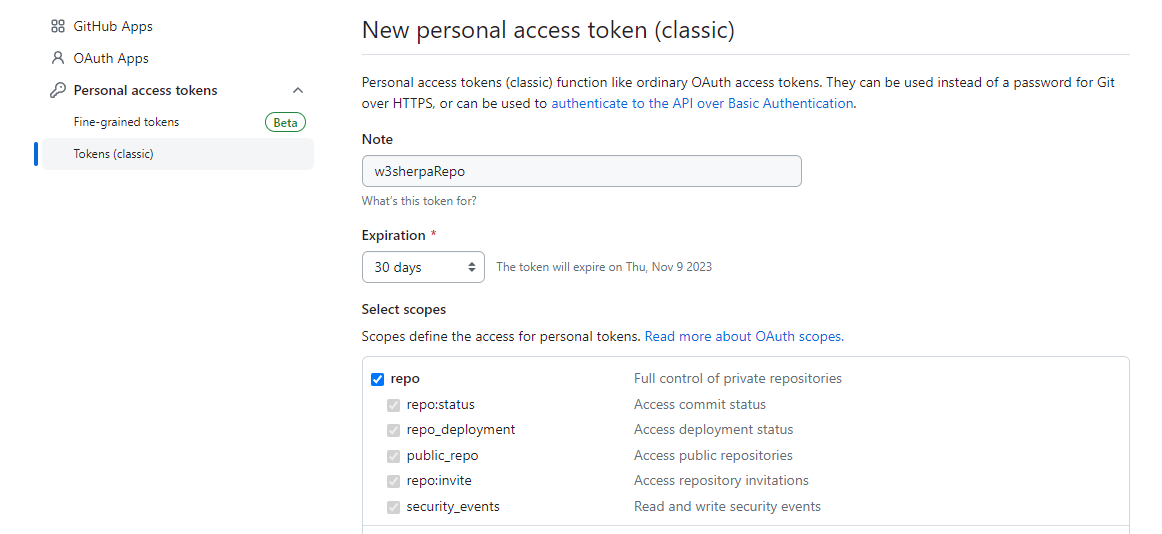 GitHub Apps
OAuth Apps
Personal access tokens
Fine-grained tokens
Beta
Tokens (classic)
New personal access token (classic)
Personal access tokens (classic) function like ordinary OAuth access tokens. They can be used instead of a password for Git
over HTTPS, or can be used to authenticate to the API over Basic Authentication.
Note
w3sherpaRepo
What's this token for?
Expiration *
30 days
The token will expire on Thu, Nov 9 2023
Select scopes
Scopes define the access for personal tokens. Read more about OAuth scopes.
repo Full control of private repositories
repo:status Access commit status
repo_deployment Access deployment status
public_repo Access public repositories
repo:invite Access repository invitations
security_events Read and write security events